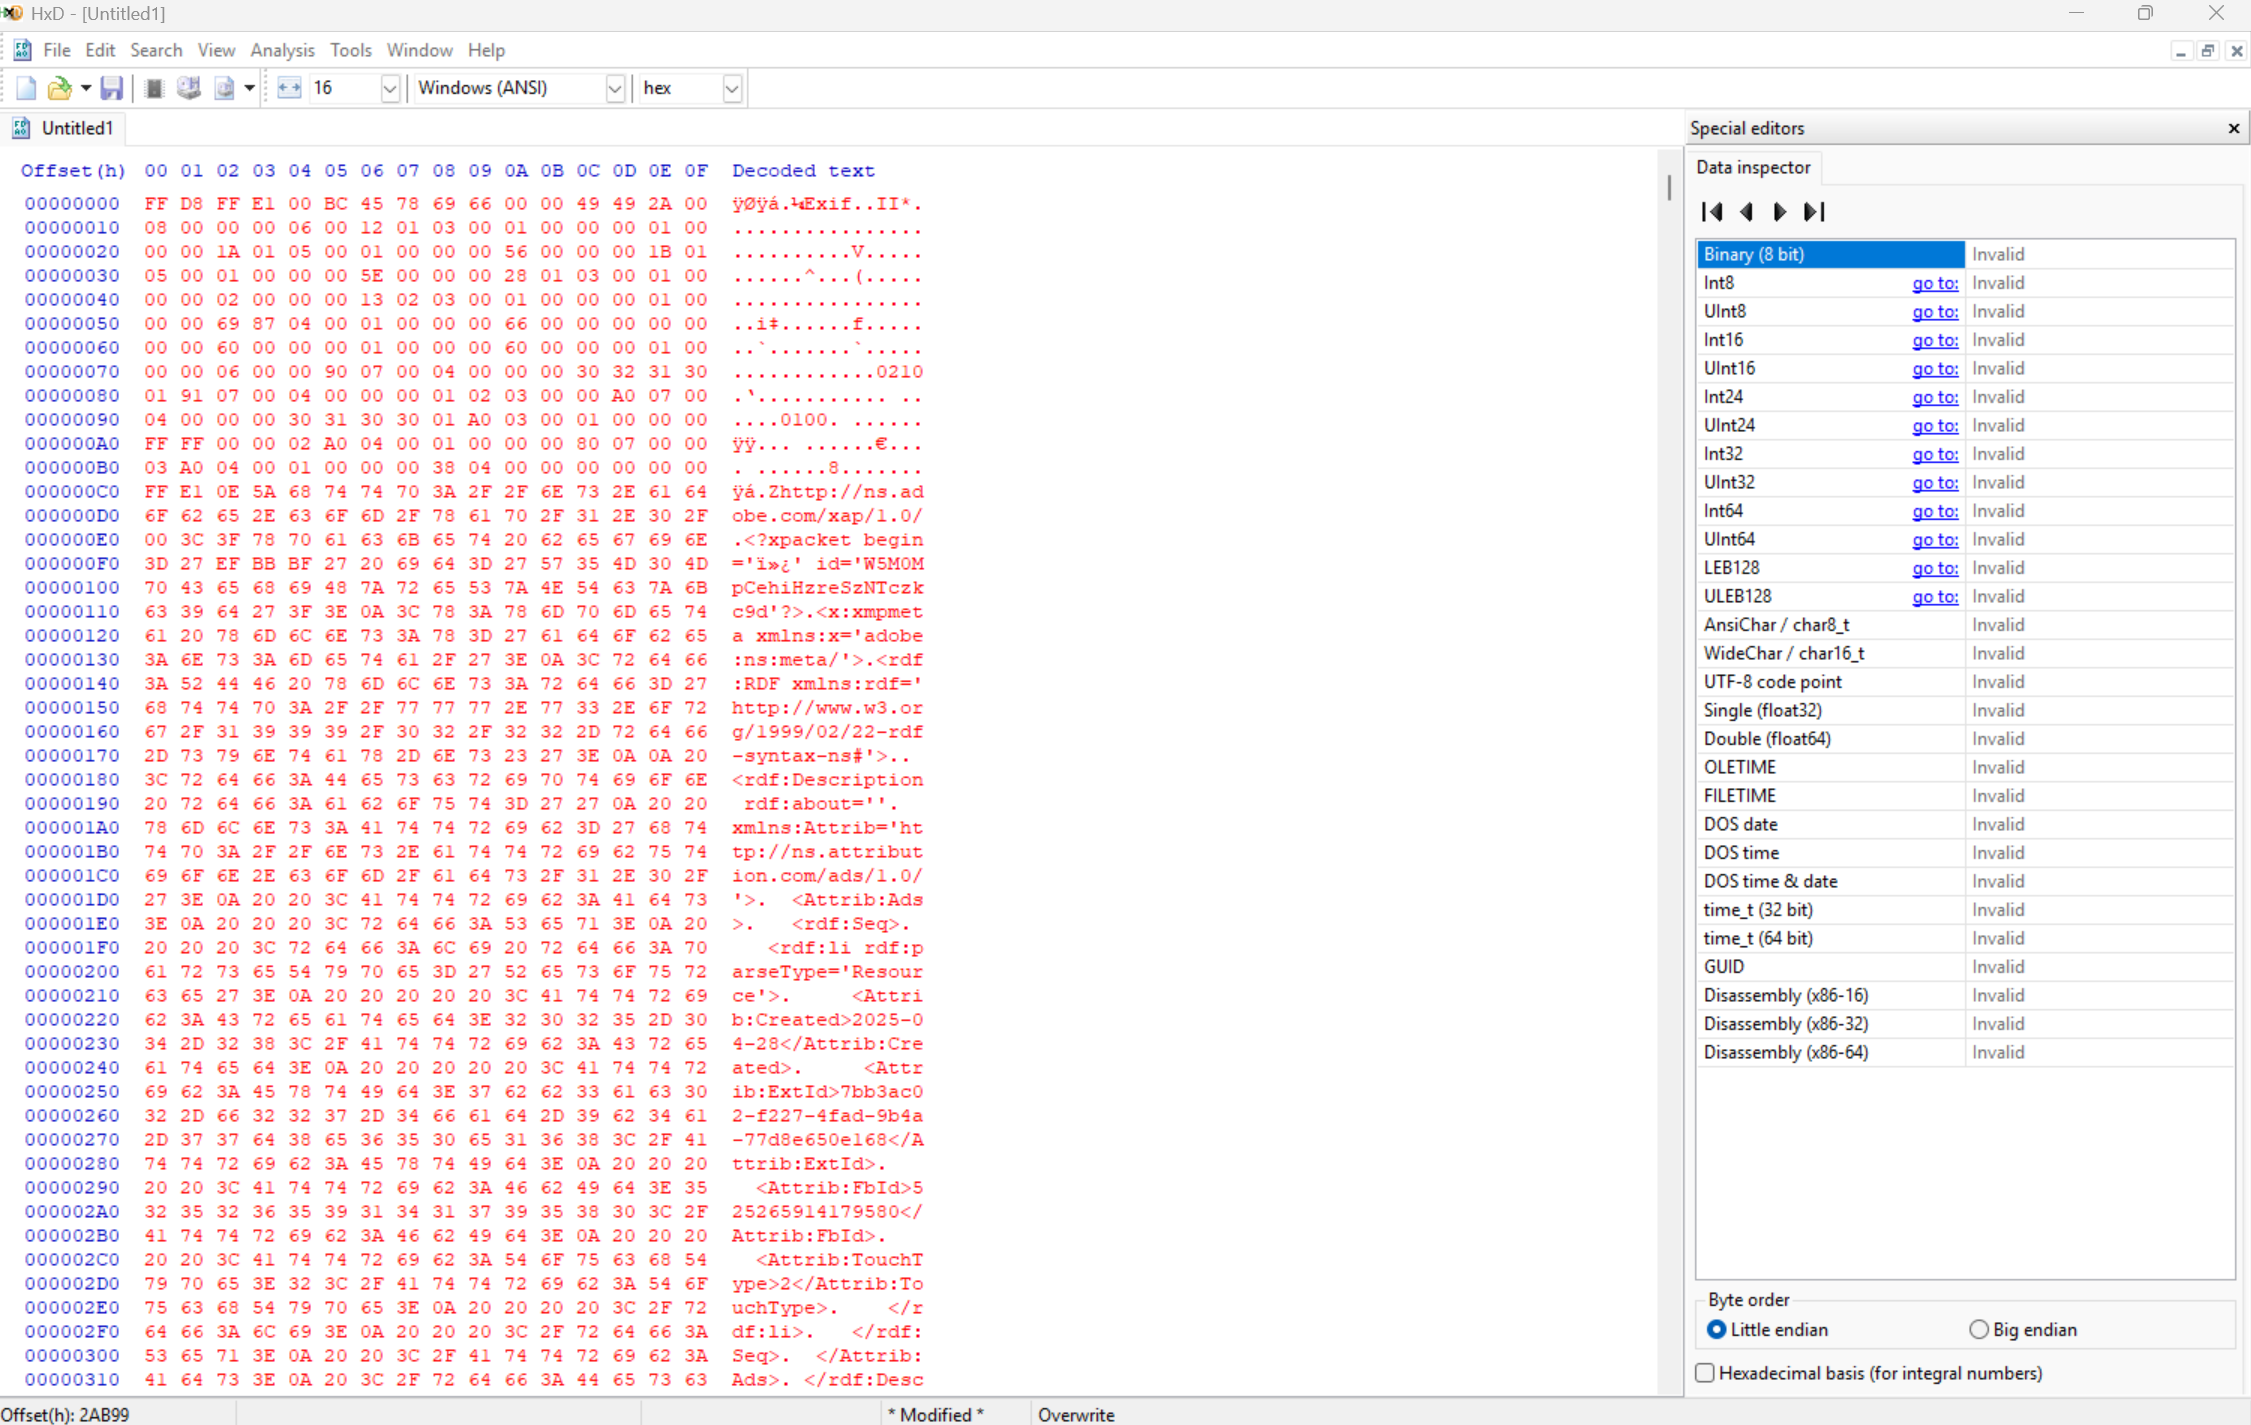 HxD - [Untitled1]
File Edit Search View Analysis Tools Window Help
16 Windows (ANSI) hex
Untitled1
Offset(h) 00 01 02 03 04 05 06 07 08 09 0A 0B 0C 0D 0E 0F Decoded text
00000000 FF D8 FF E1 00 BC 45 78 69 66 00 00 49 49 2A 00 ÿØÿá.¼Exif..II*.
00000010 08 00 00 00 06 00 12 01 03 00 01 00 00 00 01 00 ................
00000020 00 00 1A 01 05 00 01 00 00 00 56 00 00 00 1B 01 ..........V.....
00000030 05 00 01 00 00 00 5E 00 00 00 28 01 03 00 01 00 ......^...(.....
00000040 00 00 02 00 00 00 13 02 03 00 01 00 00 00 01 00 ................
00000050 00 00 69 87 04 00 01 00 00 00 66 00 00 00 00 00 ..i‡......f.....
00000060 00 00 60 00 00 00 01 00 00 00 60 00 00 00 01 00 ..`.......`.....
00000070 00 00 06 00 00 90 07 00 04 00 00 00 30 32 31 30 ............0210
00000080 01 91 07 00 04 00 00 00 01 02 03 00 00 A0 07 00 .‘........... ..
00000090 04 00 00 00 30 31 30 30 01 A0 03 00 01 00 00 00 ....0100. ......
000000A0 FF FF 00 00 02 A0 04 00 01 00 00 00 80 07 00 00 ÿÿ... ......€...
000000B0 03 A0 04 00 01 00 00 00 38 04 00 00 00 00 00 00 . ......8.......
000000C0 FF E1 0E 5A 68 74 74 70 3A 2F 2F 6E 73 2E 61 64 ÿá.Zhttp://ns.ad
000000D0 6F 62 65 2E 63 6F 6D 2F 78 61 70 2F 31 2E 30 2F obe.com/xap/1.0/
000000E0 00 3C 3F 78 70 61 63 6B 65 74 20 62 65 67 69 6E .<?xpacket begin
000000F0 3D 27 EF BB BF 27 20 69 64 3D 27 57 35 4D 30 4D ='ï»¿' id='W5M0M
00000100 70 43 65 68 69 48 7A 72 65 53 7A 4E 54 63 7A 6B pCehiHzreSzNTczk
00000110 63 39 64 27 3F 3E 0A 3C 78 3A 78 6D 70 6D 65 74 c9d'?>.<x:xmpmet
00000120 61 20 78 6D 6C 6E 73 3A 78 3D 27 61 64 6F 62 65 a xmlns:x='adobe
00000130 3A 6E 73 3A 6D 65 74 61 2F 27 3E 0A 3C 72 64 66 :ns:meta/'>.<rdf
00000140 3A 52 44 46 20 78 6D 6C 6E 73 3A 72 64 66 3D 27 :RDF xmlns:rdf='
00000150 68 74 74 70 3A 2F 2F 77 77 77 2E 77 33 2E 6F 72 http://www.w3.or
00000160 67 2F 31 39 39 39 2F 30 32 2F 32 32 2D 72 64 66 g/1999/02/22-rdf
00000170 2D 73 79 6E 74 61 78 2D 6E 73 23 27 3E 0A 0A 20 -syntax-ns#'>..
00000180 3C 72 64 66 3A 44 65 73 63 72 69 70 74 69 6F 6E <rdf:Description
00000190 20 72 64 66 3A 61 62 6F 75 74 3D 27 27 0A 20 20 rdf:about=''.
000001A0 78 6D 6C 6E 73 3A 41 74 74 72 69 62 3D 27 68 74 xmlns:Attrib='ht
000001B0 74 70 3A 2F 2F 6E 73 2E 61 74 74 72 69 62 75 74 tp://ns.attribut
000001C0 69 6F 6E 2E 63 6F 6D 2F 61 64 73 2F 31 2E 30 2F ion.com/ads/1.0/
000001D0 27 3E 0A 20 20 3C 41 74 74 72 69 62 3A 41 64 73 '>.  <Attrib:Ads
000001E0 3E 0A 20 20 20 3C 72 64 66 3A 53 65 71 3E 0A 20 >.   <rdf:Seq>.
000001F0 20 20 20 3C 72 64 66 3A 6C 69 20 72 64 66 3A 70 <rdf:li rdf:p
00000200 61 72 73 65 54 79 70 65 3D 27 52 65 73 6F 75 72 arseType='Resour
00000210 63 65 27 3E 0A 20 20 20 20 20 3C 41 74 74 72 69 ce'>.     <Attri
00000220 62 3A 43 72 65 61 74 65 64 3E 32 30 32 35 2D 30 b:Created>2025-0
00000230 34 2D 32 38 3C 2F 41 74 74 72 69 62 3A 43 72 65 4-28</Attrib:Cre
00000240 61 74 65 64 3E 0A 20 20 20 20 20 3C 41 74 74 72 ated>.     <Attr
00000250 69 62 3A 45 78 74 49 64 3E 37 62 62 33 61 63 30 ib:ExtId>7bb3ac0
00000260 32 2D 66 32 32 37 2D 34 66 61 64 2D 39 62 34 61 2-f227-4fad-9b4a
00000270 2D 37 37 64 38 65 36 35 30 65 31 36 38 3C 2F 41 -77d8e650e168</A
00000280 74 74 72 69 62 3A 45 78 74 49 64 3E 0A 20 20 20 ttrib:ExtId>.
00000290 20 20 3C 41 74 74 72 69 62 3A 46 62 49 64 3E 35 <Attrib:FbId>5
000002A0 32 35 32 36 35 39 31 34 31 37 39 35 38 30 3C 2F 25265914179580</
000002B0 41 74 74 72 69 62 3A 46 62 49 64 3E 0A 20 20 20 Attrib:FbId>.
000002C0 20 20 3C 41 74 74 72 69 62 3A 54 6F 75 63 68 54 <Attrib:TouchT
000002D0 79 70 65 3E 32 3C 2F 41 74 74 72 69 62 3A 54 6F ype>2</Attrib:To
000002E0 75 63 68 54 79 70 65 3E 0A 20 20 20 20 3C 2F 72 uchType>.    </r
000002F0 64 66 3A 6C 69 3E 0A 20 20 20 3C 2F 72 64 66 3A df:li>.   </rdf:
00000300 53 65 71 3E 0A 20 20 3C 2F 41 74 74 72 69 62 3A Seq>.  </Attrib:
00000310 41 64 73 3E 0A 20 3C 2F 72 64 66 3A 44 65 73 63 Ads>. </rdf:Desc
Special editors
Data inspector
Binary (8 bit) Invalid
Int8 go to: Invalid
UInt8 go to: Invalid
Int16 go to: Invalid
UInt16 go to: Invalid
Int24 go to: Invalid
UInt24 go to: Invalid
Int32 go to: Invalid
UInt32 go to: Invalid
Int64 go to: Invalid
UInt64 go to: Invalid
LEB128 go to: Invalid
ULEB128 go to: Invalid
AnsiChar / char8_t Invalid
WideChar / char16_t Invalid
UTF-8 code point Invalid
Single (float32) Invalid
Double (float64) Invalid
OLETIME Invalid
FILETIME Invalid
DOS date Invalid
DOS time Invalid
DOS time & date Invalid
time_t (32 bit) Invalid
time_t (64 bit) Invalid
GUID Invalid
Disassembly (x86-16) Invalid
Disassembly (x86-32) Invalid
Disassembly (x86-64) Invalid
Byte order
Little endian Big endian
Hexadecimal basis (for integral numbers)
Offset(h): 2AB99 * Modified * Overwrite